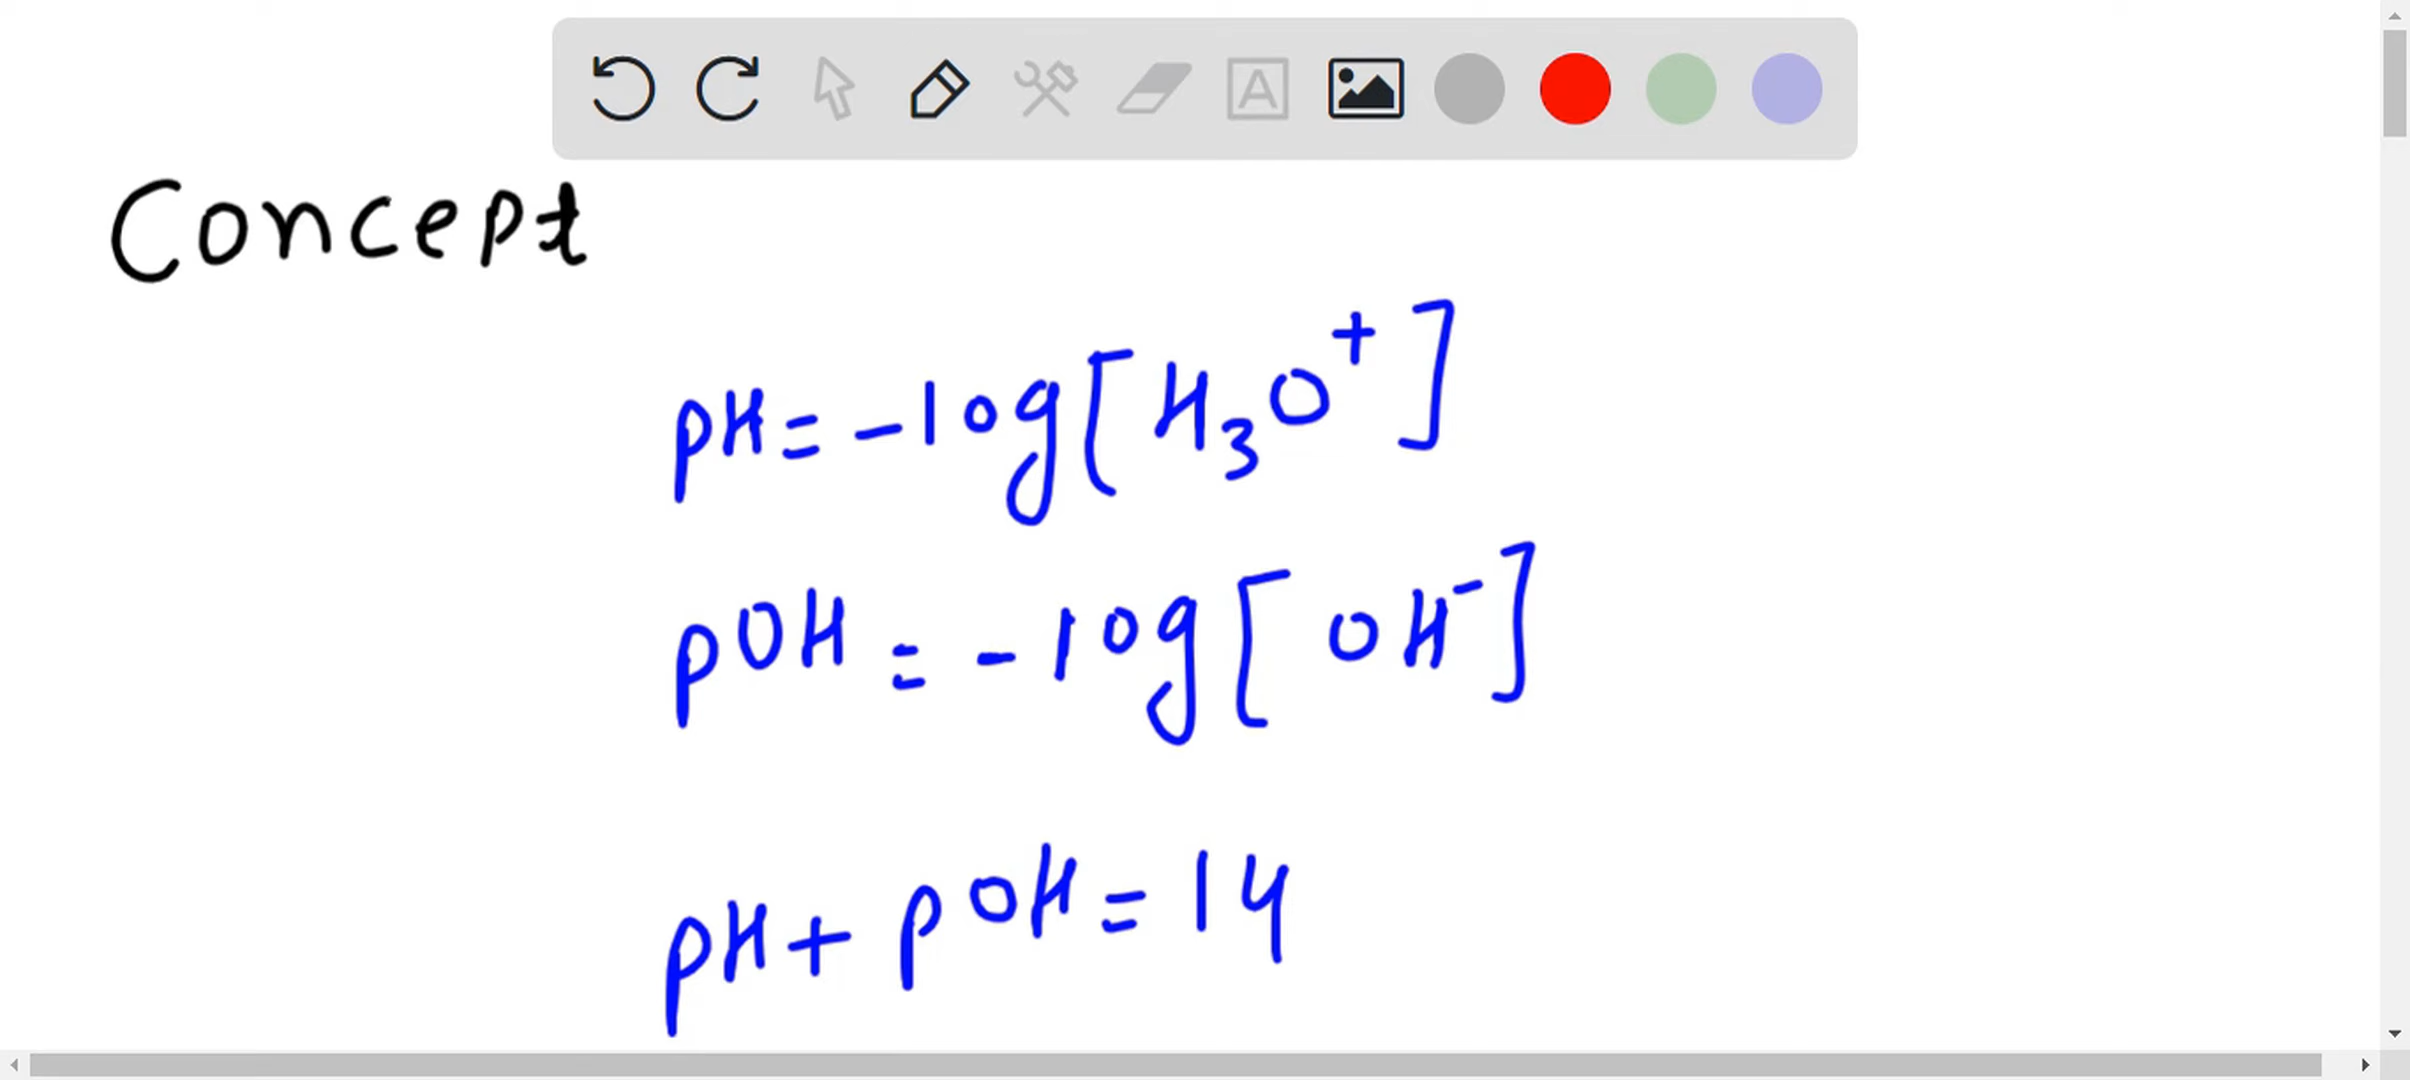 A
Concept
pH = -log[H₃O⁺]
pOH = -log[OH⁻]
pH + pOH = 14